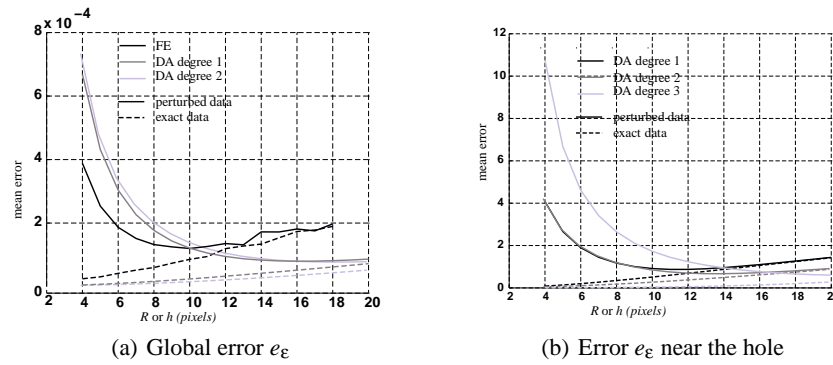 8 x 10 −4
6
4
2
0
mean error
2 4 6 8 10 12 14 16 18 20
R or h (pixels)
FE
DA degree 1
DA degree 2
perturbed data
exact data
(a) Global error eε
12
10
8
6
4
2
0
mean error
2 4 6 8 10 12 14 16 18 2
R or h (pixels)
DA degree 1
DA degree 2
DA degree 3
perturbed data
exact data
(b) Error eε near the hole